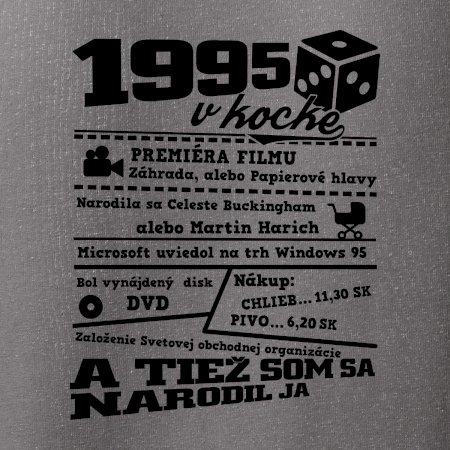 1995
v kocke
PREMIÉRA FILMU
Záhrada, alebo Papierové hlavy
Narodila sa Celeste Buckingham
alebo Martin Harich
Microsoft uviedol na trh Windows 95
Bol vynájdený disk
DVD
Nákup:
CHLIEB... 11,30 SK
PIVO... 6,20 SK
Založenie Svetovej obchodnej organizácie
A TIEŽ SOM SA
NARODIL JA